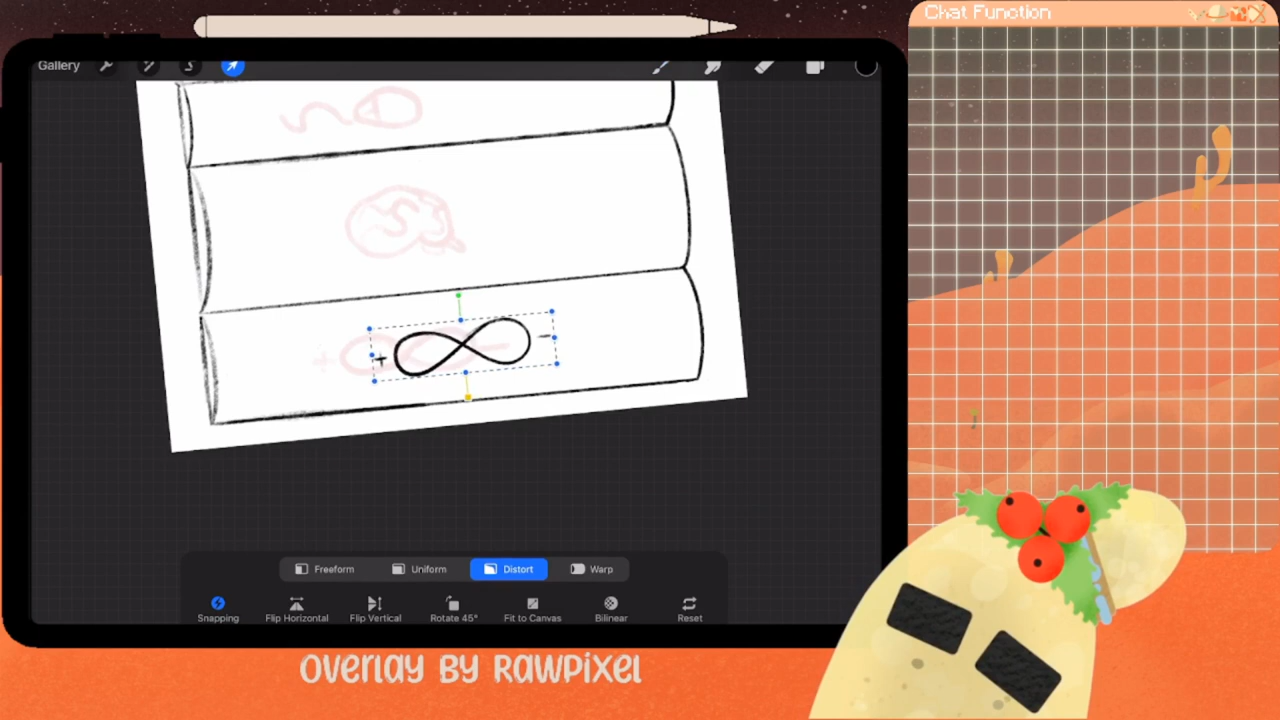 Chat Function
Gallery
+ −
Freeform Uniform Distort Warp
Snapping Flip Horizontal Flip Vertical Rotate 45° Fit to Canvas Bilinear Reset
Overlay by Rawpixel